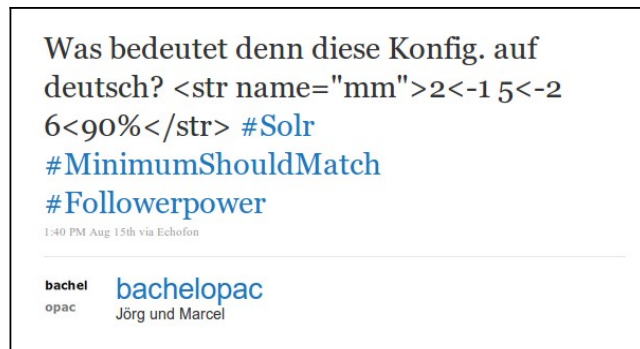 Was bedeutet denn diese Konfig. auf
deutsch? <str name="mm">2<-1 5<-2
6<90%</str> #Solr
#MinimumShouldMatch
#Followerpower
1:40 PM Aug 15th via Echofon
bachel
opac
bachelopac
Jörg und Marcel